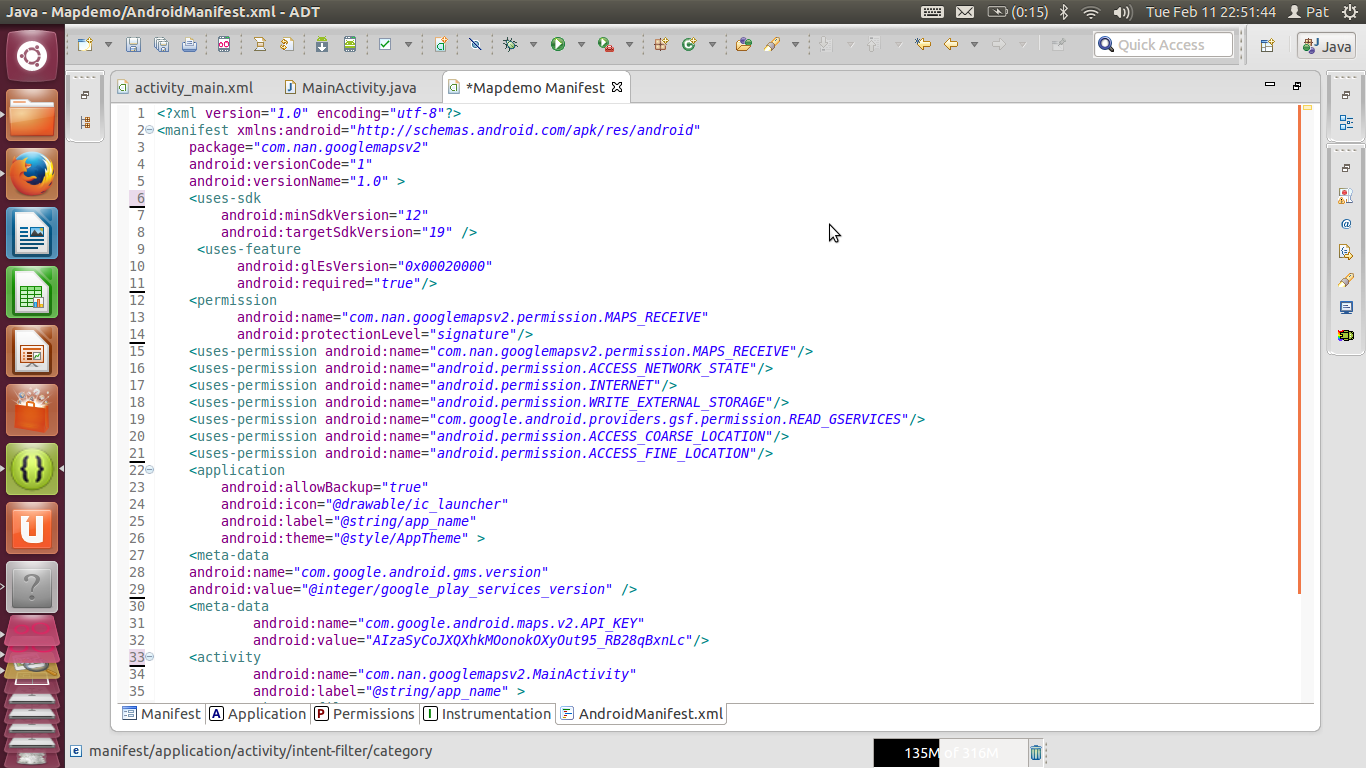 Java - Mapdemo/AndroidManifest.xml - ADT
(0:15) Tue Feb 11 22:51:44 Pat
Quick Access
Java
activity_main.xml MainActivity.java *Mapdemo Manifest
1 <?xml version="1.0" encoding="utf-8"?>
2 <manifest xmlns:android="http://schemas.android.com/apk/res/android"
3 package="com.nan.googlemapsv2"
4 android:versionCode="1"
5 android:versionName="1.0" >
6 <uses-sdk
7 android:minSdkVersion="12"
8 android:targetSdkVersion="19" />
9 <uses-feature
10 android:glEsVersion="0x00020000"
11 android:required="true"/>
12 <permission
13 android:name="com.nan.googlemapsv2.permission.MAPS_RECEIVE"
14 android:protectionLevel="signature"/>
15 <uses-permission android:name="com.nan.googlemapsv2.permission.MAPS_RECEIVE"/>
16 <uses-permission android:name="android.permission.ACCESS_NETWORK_STATE"/>
17 <uses-permission android:name="android.permission.INTERNET"/>
18 <uses-permission android:name="android.permission.WRITE_EXTERNAL_STORAGE"/>
19 <uses-permission android:name="com.google.android.providers.gsf.permission.READ_GSERVICES"/>
20 <uses-permission android:name="android.permission.ACCESS_COARSE_LOCATION"/>
21 <uses-permission android:name="android.permission.ACCESS_FINE_LOCATION"/>
22 <application
23 android:allowBackup="true"
24 android:icon="@drawable/ic_launcher"
25 android:label="@string/app_name"
26 android:theme="@style/AppTheme" >
27 <meta-data
28 android:name="com.google.android.gms.version"
29 android:value="@integer/google_play_services_version" />
30 <meta-data
31 android:name="com.google.android.maps.v2.API_KEY"
32 android:value="AIzaSyCoJXQXhkMOonokOXyOut95_RB28qBxnLc"/>
33 <activity
34 android:name="com.nan.googlemapsv2.MainActivity"
35 android:label="@string/app_name" >
Manifest A Application P Permissions I Instrumentation AndroidManifest.xml
manifest/application/activity/intent-filter/category
135M of 316M